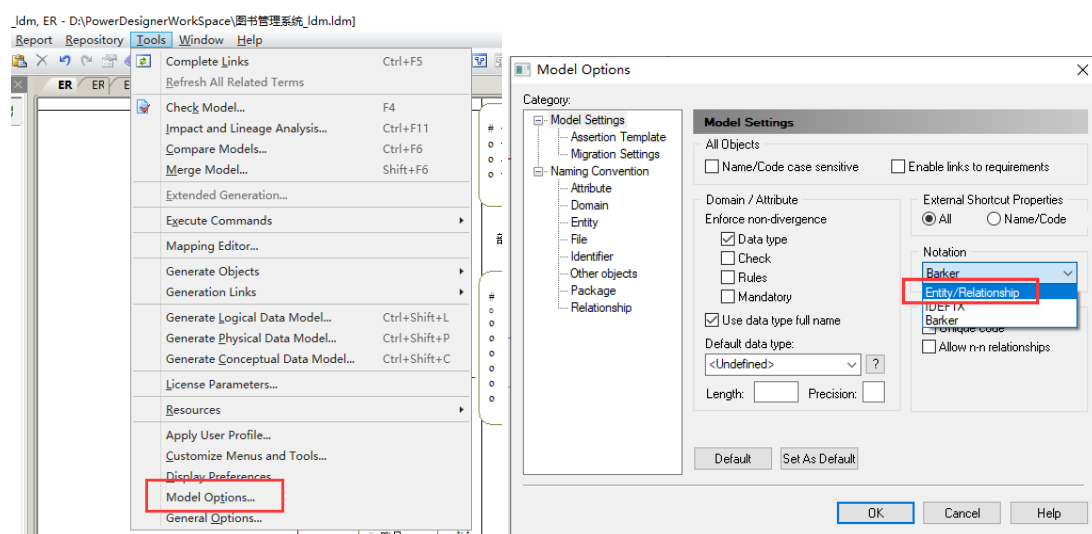 _ldm, ER - D:\PowerDesignerWorkSpace\图书管理系统_ldm.ldm]
Report Repository Tools Window Help
ER ER E
Complete Links Ctrl+F5
Refresh All Related Terms
Check Model... F4
Impact and Lineage Analysis... Ctrl+F11
Compare Models... Ctrl+F6
Merge Model... Shift+F6
Extended Generation...
Execute Commands
Mapping Editor...
Generate Objects
Generation Links
Generate Logical Data Model... Ctrl+Shift+L
Generate Physical Data Model... Ctrl+Shift+P
Generate Conceptual Data Model... Ctrl+Shift+C
License Parameters...
Resources
Apply User Profile...
Customize Menus and Tools...
Display Preferences
Model Options...
General Options...
Model Options
Category:
Model Settings
Assertion Template
Migration Settings
Naming Convention
Attribute
Domain
Entity
File
Identifier
Other objects
Package
Relationship
Model Settings
All Objects
Name/Code case sensitive
Enable links to requirements
Domain / Attribute
Enforce non-divergence
Data type
Check
Rules
Mandatory
Use data type full name
Default data type:
<Undefined> ?
Length: Precision:
External Shortcut Properties
All Name/Code
Notation
Barker
Entity/Relationship
IDEF1X
Barker
Unique code
Allow n-n relationships
Default Set As Default
OK Cancel Help